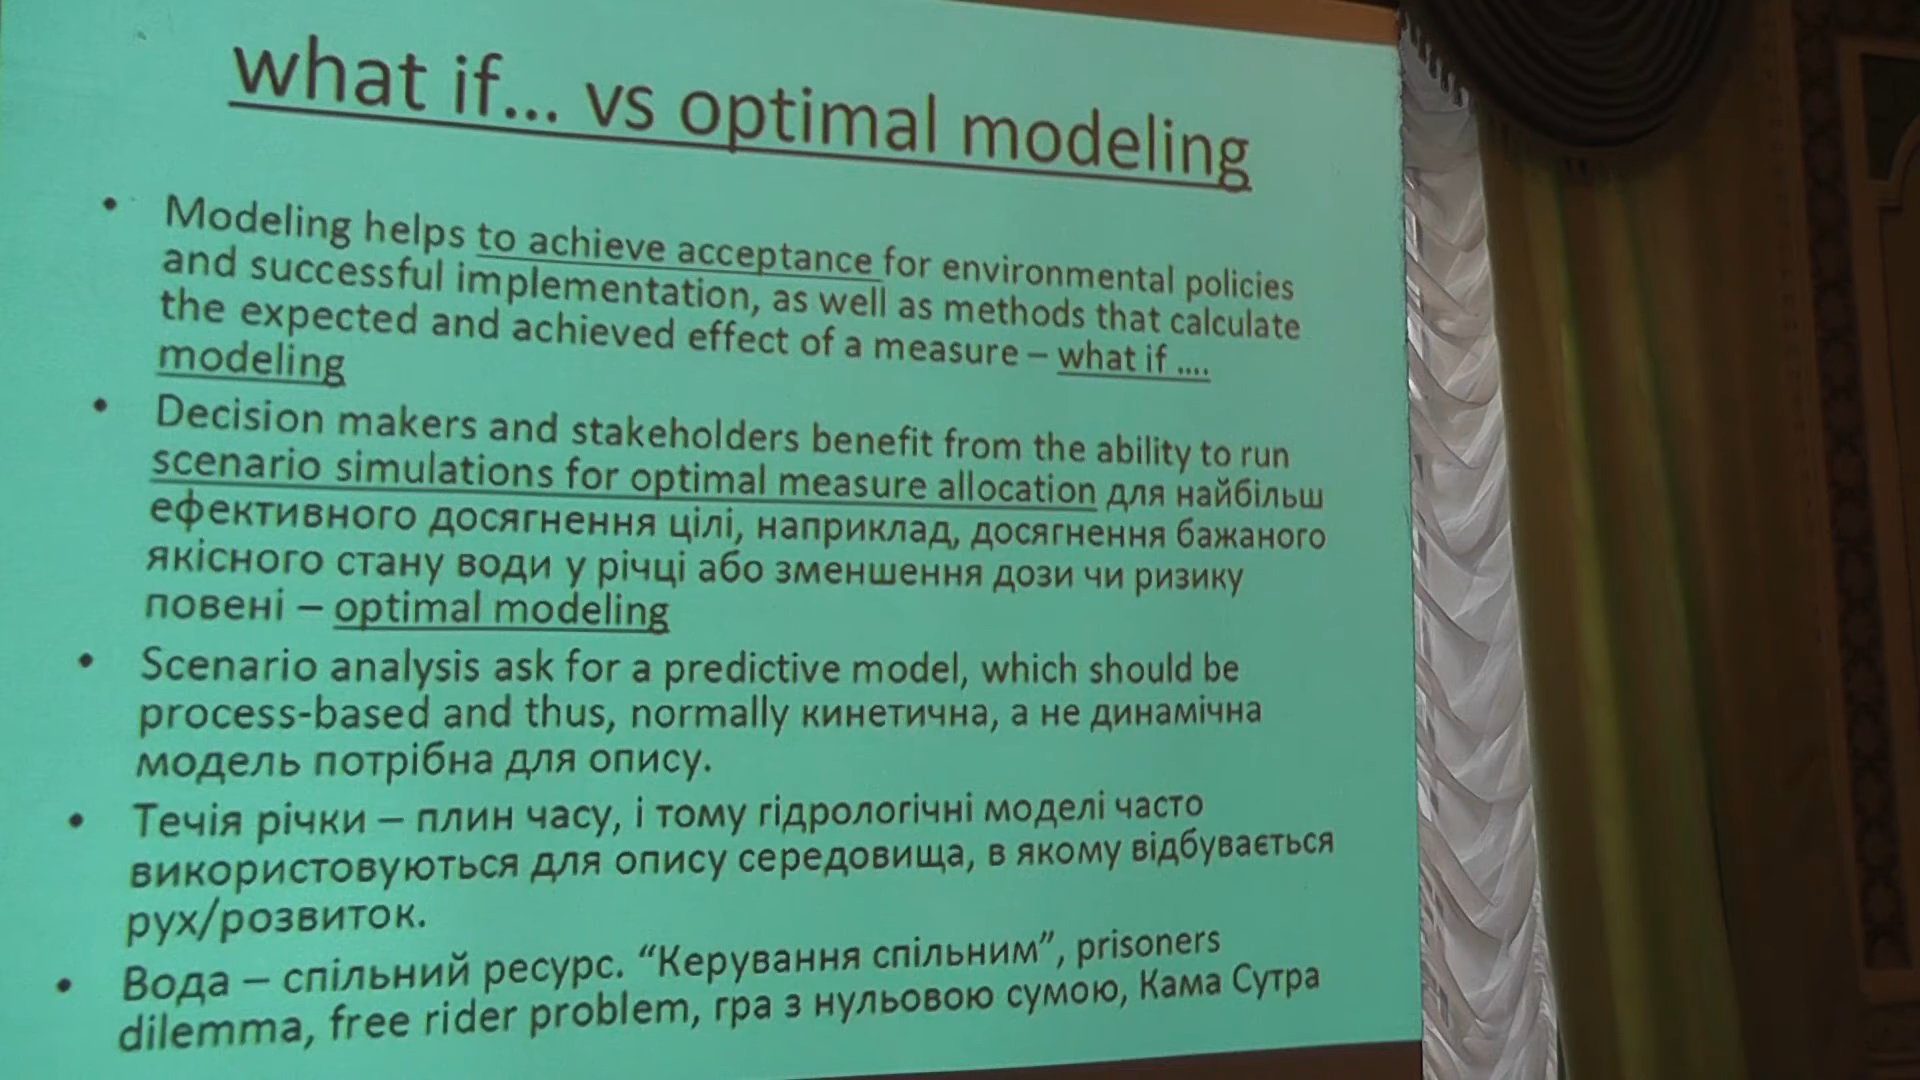 what if... vs optimal modeling
• Modeling helps to achieve acceptance for environmental policies
and successful implementation, as well as methods that calculate
the expected and achieved effect of a measure – what if ....
modeling
• Decision makers and stakeholders benefit from the ability to run
scenario simulations for optimal measure allocation для найбільш
ефективного досягнення цілі, наприклад, досягнення бажаного
якісного стану води у річці або зменшення дози чи ризику
повені – optimal modeling
• Scenario analysis ask for a predictive model, which should be
process-based and thus, normally кинетична, а не динамічна
модель потрібна для опису.
• Течія річки – плин часу, і тому гідрологічні моделі часто
використовуються для опису середовища, в якому відбувається
рух/розвиток.
• Вода – спільний ресурс. “Керування спільним”, prisoners
dilemma, free rider problem, гра з нульовою сумою, Кама Сутра